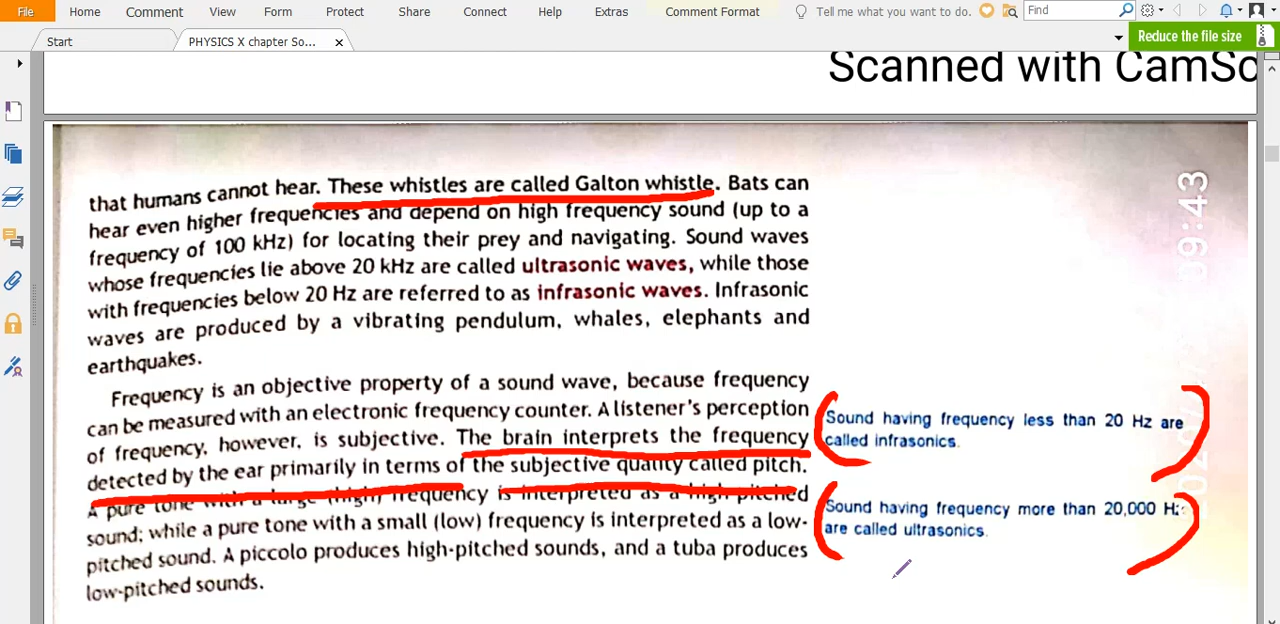 File Home Comment View Form Protect Share Connect Help Extras Comment Format Tell me what you want to do. Find
Start PHYSICS X chapter So... Reduce the file size
Scanned with CamSc
that humans cannot hear. These whistles are called Galton whistle. Bats can
hear even higher frequencies and depend on high frequency sound (up to a
frequency of 100 kHz) for locating their prey and navigating. Sound waves
whose frequencies lie above 20 kHz are called ultrasonic waves, while those
with frequencies below 20 Hz are referred to as infrasonic waves. Infrasonic
waves are produced by a vibrating pendulum, whales, elephants and
earthquakes.
Frequency is an objective property of a sound wave, because frequency
can be measured with an electronic frequency counter. A listener's perception
of frequency, however, is subjective. The brain interprets the frequency
detected by the ear primarily in terms of the subjective quality called pitch.
A pure tone with a large (high) frequency is interpreted as a high-pitched
sound; while a pure tone with a small (low) frequency is interpreted as a low-
pitched sound. A piccolo produces high-pitched sounds, and a tuba produces
low-pitched sounds.
Sound having frequency less than 20 Hz are
called infrasonics.
Sound having frequency more than 20,000 Hz
are called ultrasonics.
09:43